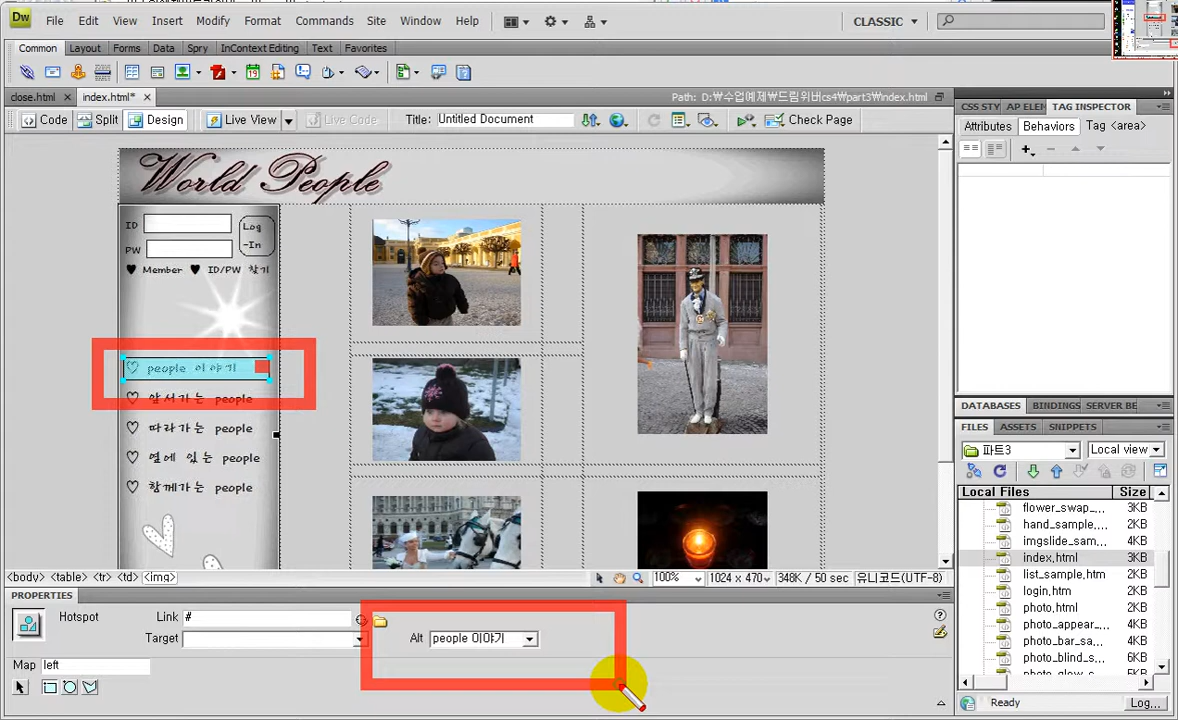 Dw File Edit View Insert Modify Format Commands Site Window Help CLASSIC
Common Layout Forms Data Spry InContext Editing Text Favorites
close.html index.html* Path: D:\수업예제\드림위버cs4\part3\index.html
Code Split Design Live View Live Code Title: Untitled Document Check Page
CSS STY AP ELEM TAG INSPECTOR
Attributes Behaviors Tag <area>
World People
ID
Log
-In
PW
Member ID/PW 찾기
people 이야기
앞서가는 people
따라가는 people
옆에 있는 people
함께가는 people
DATABASES BINDINGS SERVER BE
FILES ASSETS SNIPPETS
파트3 Local view
Local Files Size
flower_swap_... 3KB
hand_sample,... 2KB
imgslide_sam... 4KB
index,html 3KB
list_sample,htm 2KB
login,htm 2KB
photo,html 2KB
photo_appear_... 4KB
photo_bar_sa... 4KB
photo_blind_s... 6KB
Ready Log...
<body> <table> <tr> <td> <img> 100% 1024 x 470 348K / 50 sec 유니코드(UTF-8)
PROPERTIES
Hotspot Link #
Target Alt people 이야기
Map left